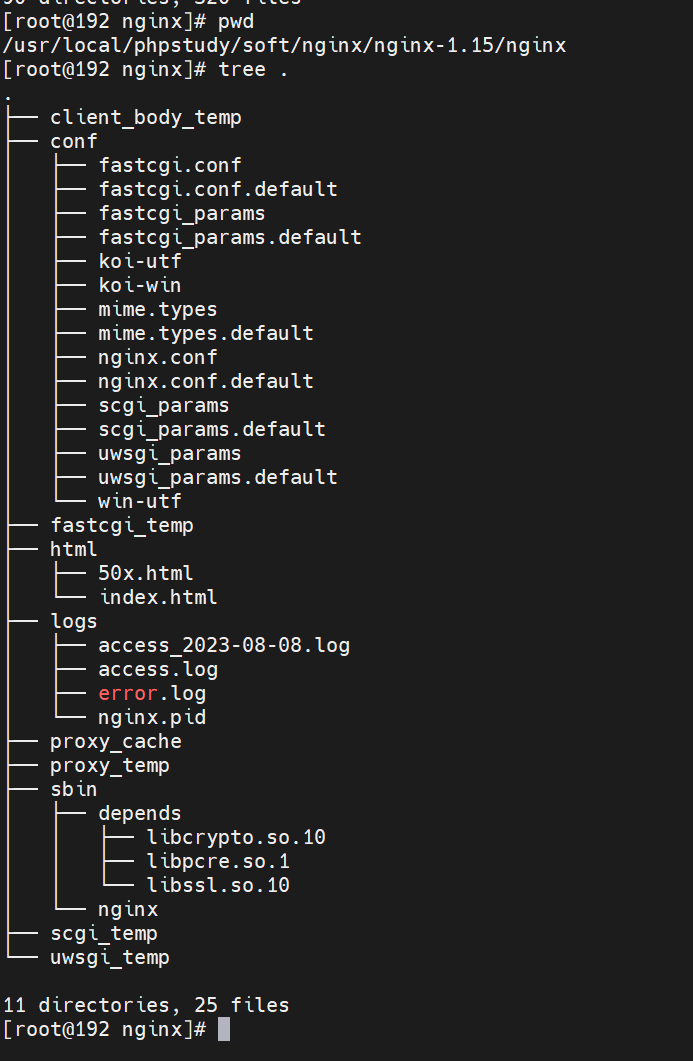 90 directories, 320 files
[root@192 nginx]# pwd
/usr/local/phpstudy/soft/nginx/nginx-1.15/nginx
[root@192 nginx]# tree .
.
├── client_body_temp
├── conf
│   ├── fastcgi.conf
│   ├── fastcgi.conf.default
│   ├── fastcgi_params
│   ├── fastcgi_params.default
│   ├── koi-utf
│   ├── koi-win
│   ├── mime.types
│   ├── mime.types.default
│   ├── nginx.conf
│   ├── nginx.conf.default
│   ├── scgi_params
│   ├── scgi_params.default
│   ├── uwsgi_params
│   ├── uwsgi_params.default
│   └── win-utf
├── fastcgi_temp
├── html
│   ├── 50x.html
│   └── index.html
├── logs
│   ├── access_2023-08-08.log
│   ├── access.log
│   ├── error.log
│   └── nginx.pid
├── proxy_cache
├── proxy_temp
├── sbin
│   ├── depends
│   │   ├── libcrypto.so.10
│   │   ├── libpcre.so.1
│   │   └── libssl.so.10
│   └── nginx
├── scgi_temp
└── uwsgi_temp
11 directories, 25 files
[root@192 nginx]#